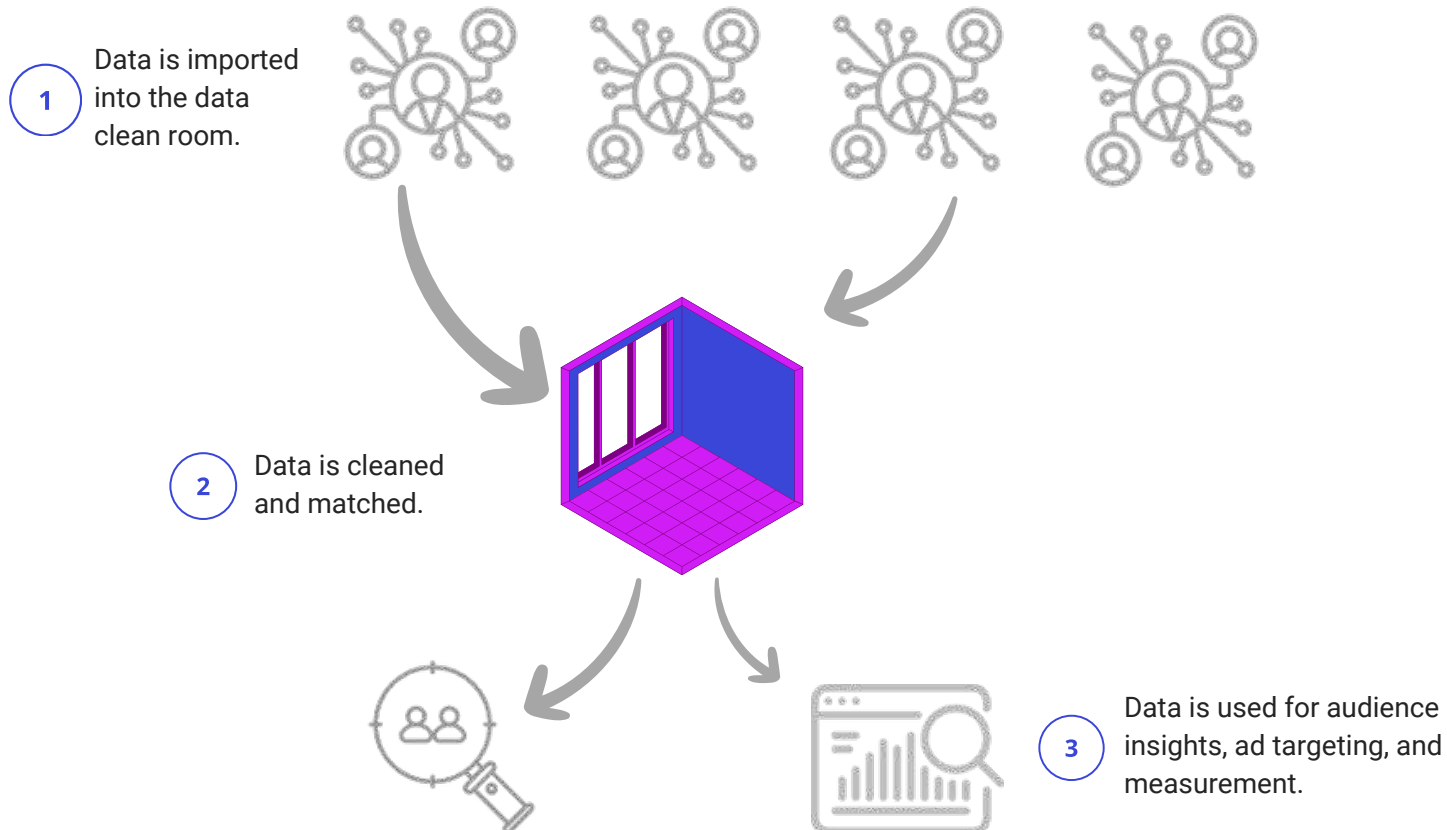 1
Data is imported
into the data
clean room.
2
Data is cleaned
and matched.
3
Data is used for audience
insights, ad targeting, and
measurement.